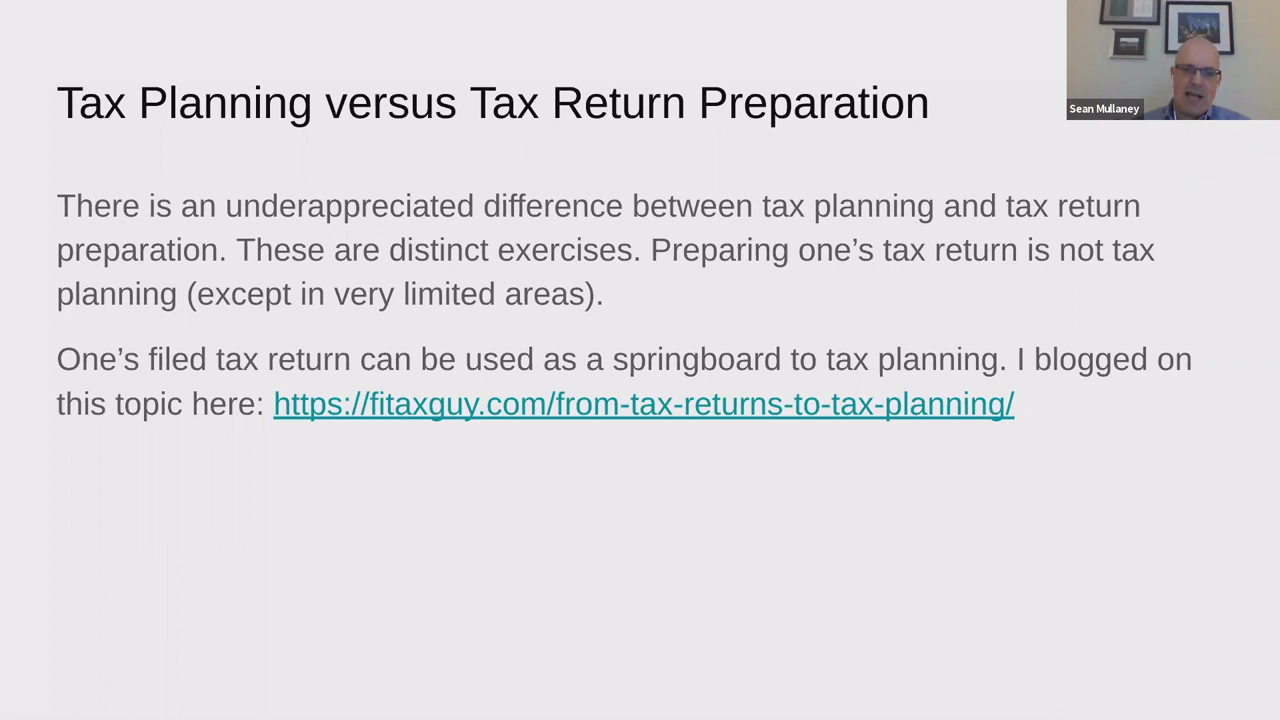 Tax Planning versus Tax Return Preparation
Sean Mullaney
There is an underappreciated difference between tax planning and tax return
preparation. These are distinct exercises. Preparing one’s tax return is not tax
planning (except in very limited areas).
One’s filed tax return can be used as a springboard to tax planning. I blogged on
this topic here: https://fitaxguy.com/from-tax-returns-to-tax-planning/